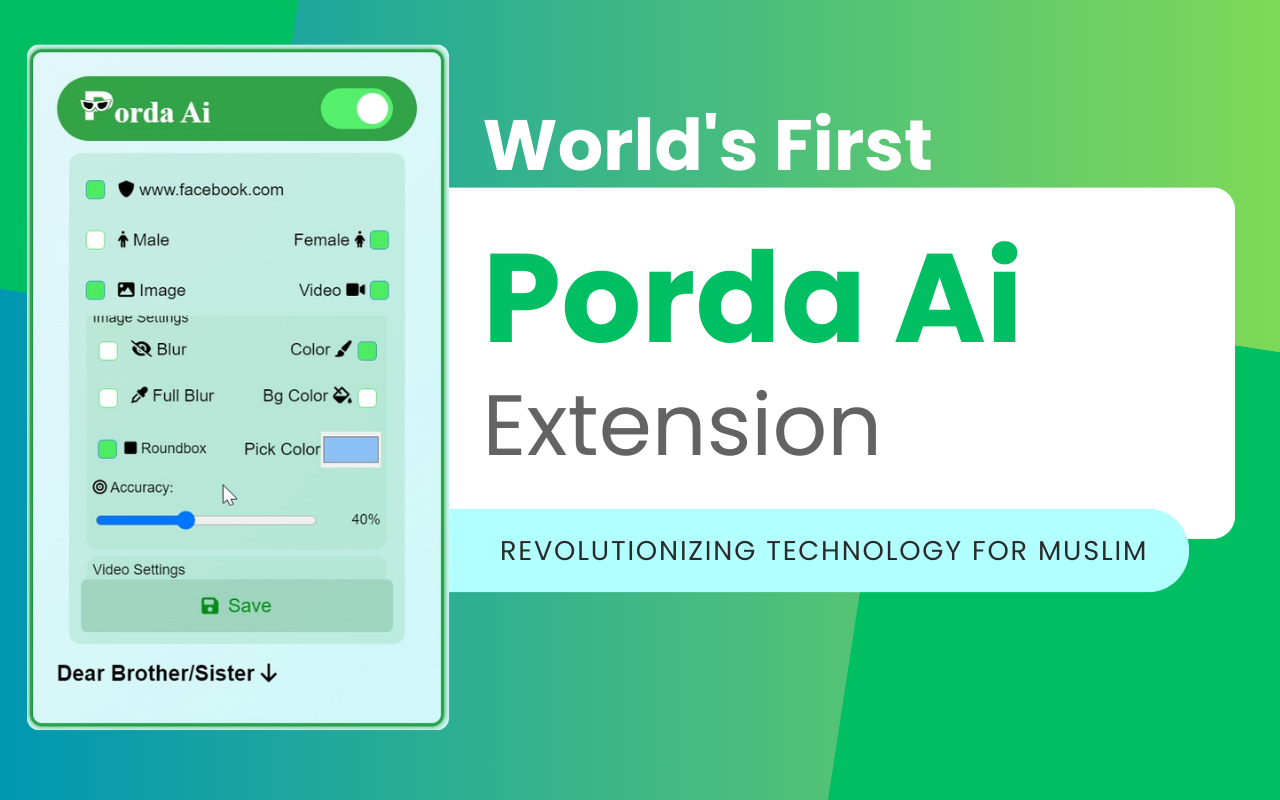 Porda Ai
www.facebook.com
Male Female
Image Video
Image Settings
Blur Color
Full Blur Bg Color
Roundbox Pick Color
Accuracy:
40%
Video Settings
Save
Dear Brother/Sister ↓
World's First
Porda Ai
Extension
REVOLUTIONIZING TECHNOLOGY FOR MUSLIM